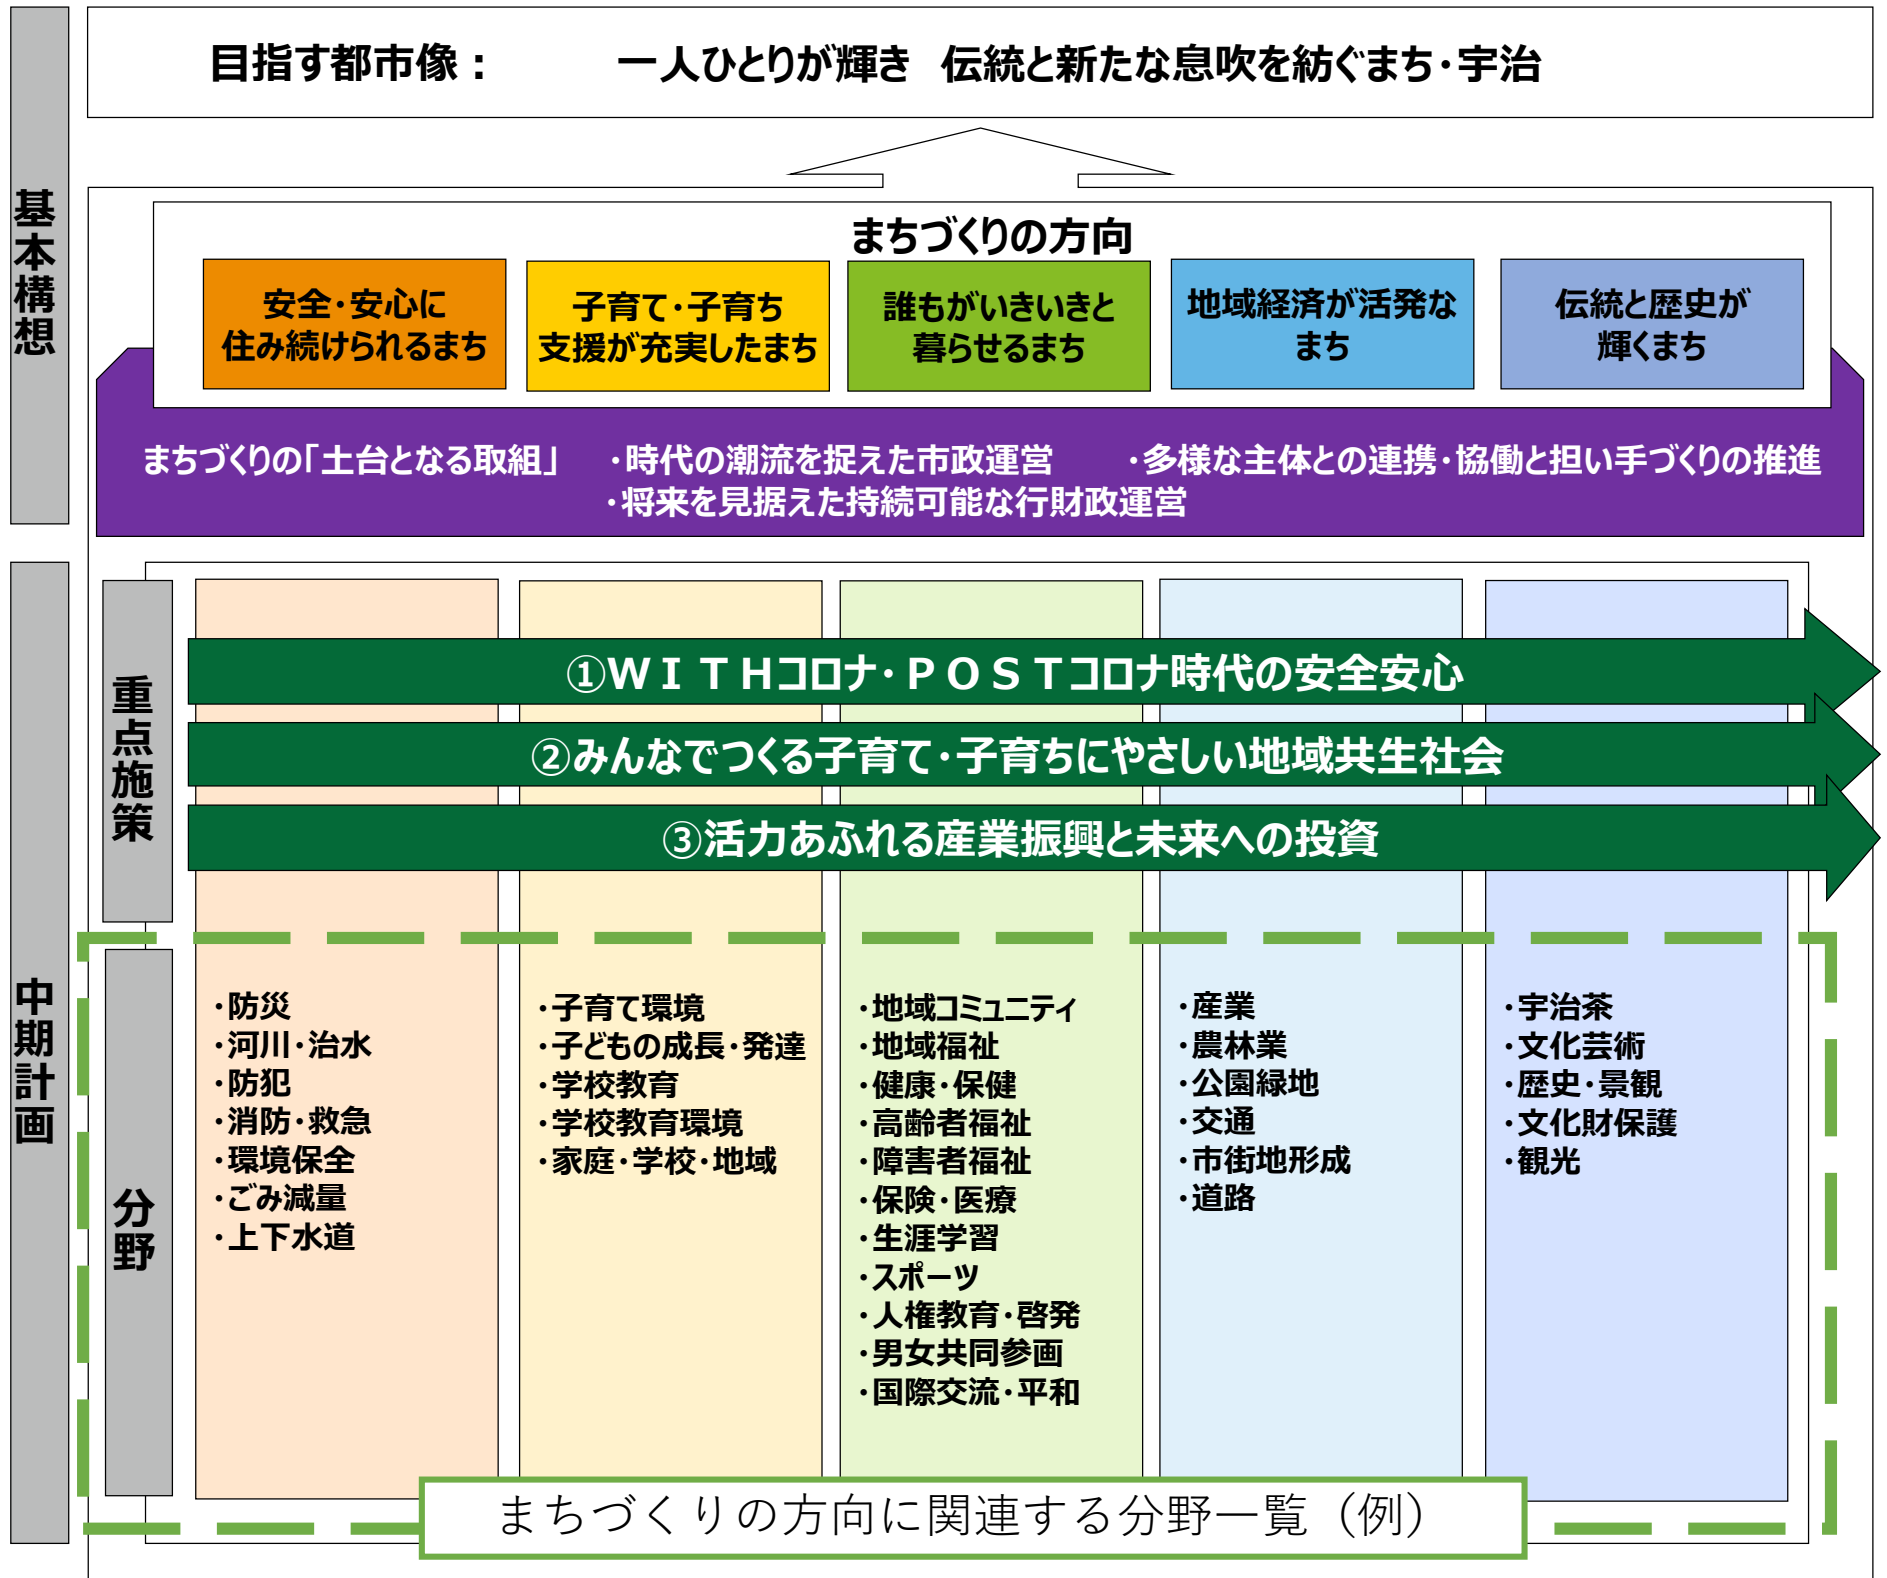 目指す都市像： 一人ひとりが輝き 伝統と新たな息吹を紡ぐまち・宇治
基本構想
まちづくりの方向
安全・安心に
住み続けられるまち
子育て・子育ち
支援が充実したまち
誰もがいきいきと
暮らせるまち
地域経済が活発な
まち
伝統と歴史が
輝くまち
まちづくりの「土台となる取組」 ・時代の潮流を捉えた市政運営 ・多様な主体との連携・協働と担い手づくりの推進
・将来を見据えた持続可能な行財政運営
中期計画
重点施策
①ＷＩＴＨコロナ・ＰＯＳＴコロナ時代の安全安心
②みんなでつくる子育て・子育ちにやさしい地域共生社会
③活力あふれる産業振興と未来への投資
分野
・防災
・河川・治水
・防犯
・消防・救急
・環境保全
・ごみ減量
・上下水道
・子育て環境
・子どもの成長・発達
・学校教育
・学校教育環境
・家庭・学校・地域
・地域コミュニティ
・地域福祉
・健康・保健
・高齢者福祉
・障害者福祉
・保険・医療
・生涯学習
・スポーツ
・人権教育・啓発
・男女共同参画
・国際交流・平和
・産業
・農林業
・公園緑地
・交通
・市街地形成
・道路
・宇治茶
・文化芸術
・歴史・景観
・文化財保護
・観光
まちづくりの方向に関連する分野一覧（例）